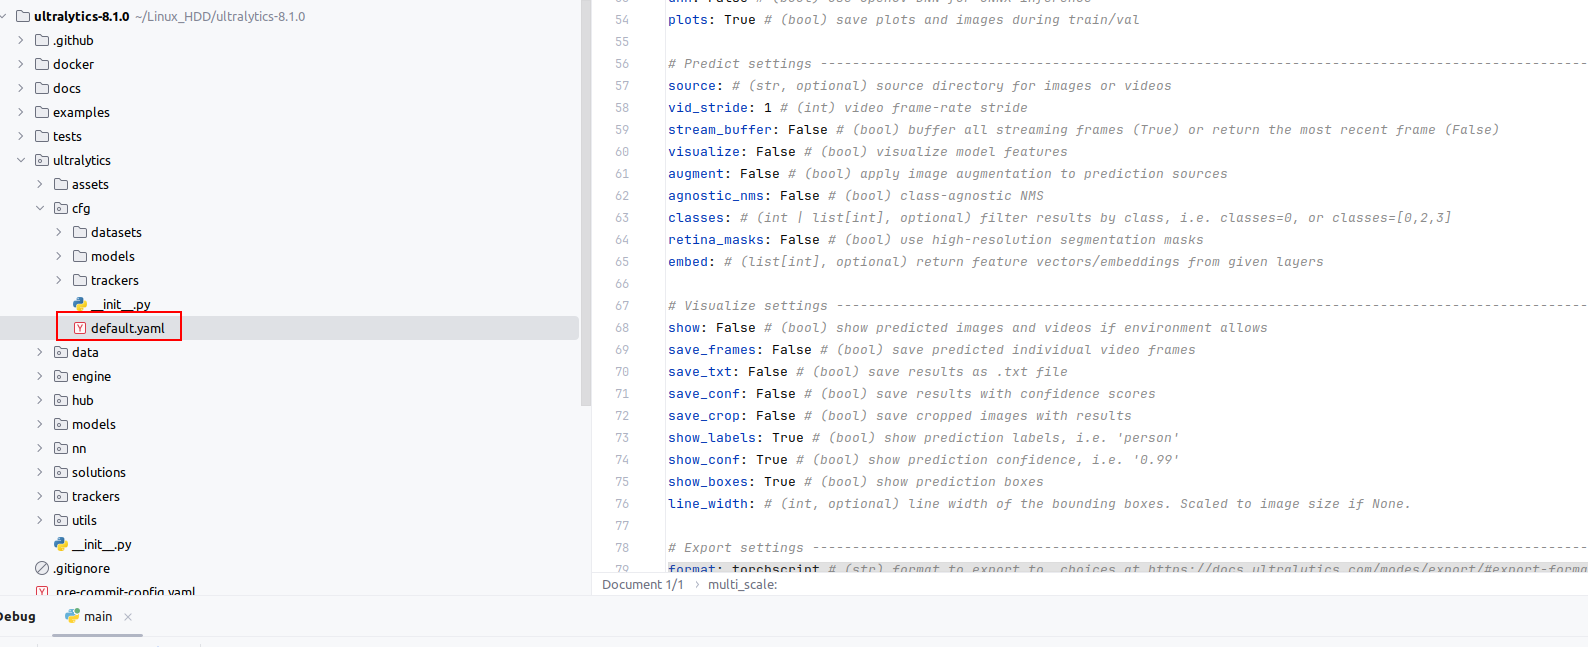 ultralytics-8.1.0 ~/Linux_HDD/ultralytics-8.1.0
.github
docker
docs
examples
tests
ultralytics
assets
cfg
datasets
models
trackers
__init__.py
default.yaml
data
engine
hub
models
nn
solutions
trackers
utils
__init__.py
.gitignore
.pre-commit-config.yaml
54 plots: True # (bool) save plots and images during train/val
55
56 # Predict settings ------------------------------------------------------------------------------------------------
57 source: # (str, optional) source directory for images or videos
58 vid_stride: 1 # (int) video frame-rate stride
59 stream_buffer: False # (bool) buffer all streaming frames (True) or return the most recent frame (False)
60 visualize: False # (bool) visualize model features
61 augment: False # (bool) apply image augmentation to prediction sources
62 agnostic_nms: False # (bool) class-agnostic NMS
63 classes: # (int | list[int], optional) filter results by class, i.e. classes=0, or classes=[0,2,3]
64 retina_masks: False # (bool) use high-resolution segmentation masks
65 embed: # (list[int], optional) return feature vectors/embeddings from given layers
66
67 # Visualize settings ----------------------------------------------------------------------------------------------
68 show: False # (bool) show predicted images and videos if environment allows
69 save_frames: False # (bool) save predicted individual video frames
70 save_txt: False # (bool) save results as .txt file
71 save_conf: False # (bool) save results with confidence scores
72 save_crop: False # (bool) save cropped images with results
73 show_labels: True # (bool) show prediction labels, i.e. 'person'
74 show_conf: True # (bool) show prediction confidence, i.e. '0.99'
75 show_boxes: True # (bool) show prediction boxes
76 line_width: # (int, optional) line width of the bounding boxes. Scaled to image size if None.
77
78 # Export settings -------------------------------------------------------------------------------------------------
79 format: torchscript # (str) format to export to, choices at https://docs.ultralytics.com/modes/export/#export-forma
Document 1/1 › multi_scale:
Debug main ×